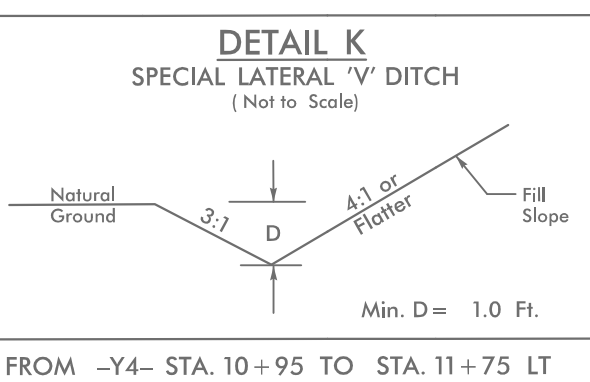 DETAIL K
SPECIAL LATERAL 'V' DITCH
( Not to Scale)
Natural
Ground
3:1
D
4:1 or
Flatter
Fill
Slope
Min. D = 1.0 Ft.
FROM -Y4- STA. 10+95 TO STA. 11+75 LT